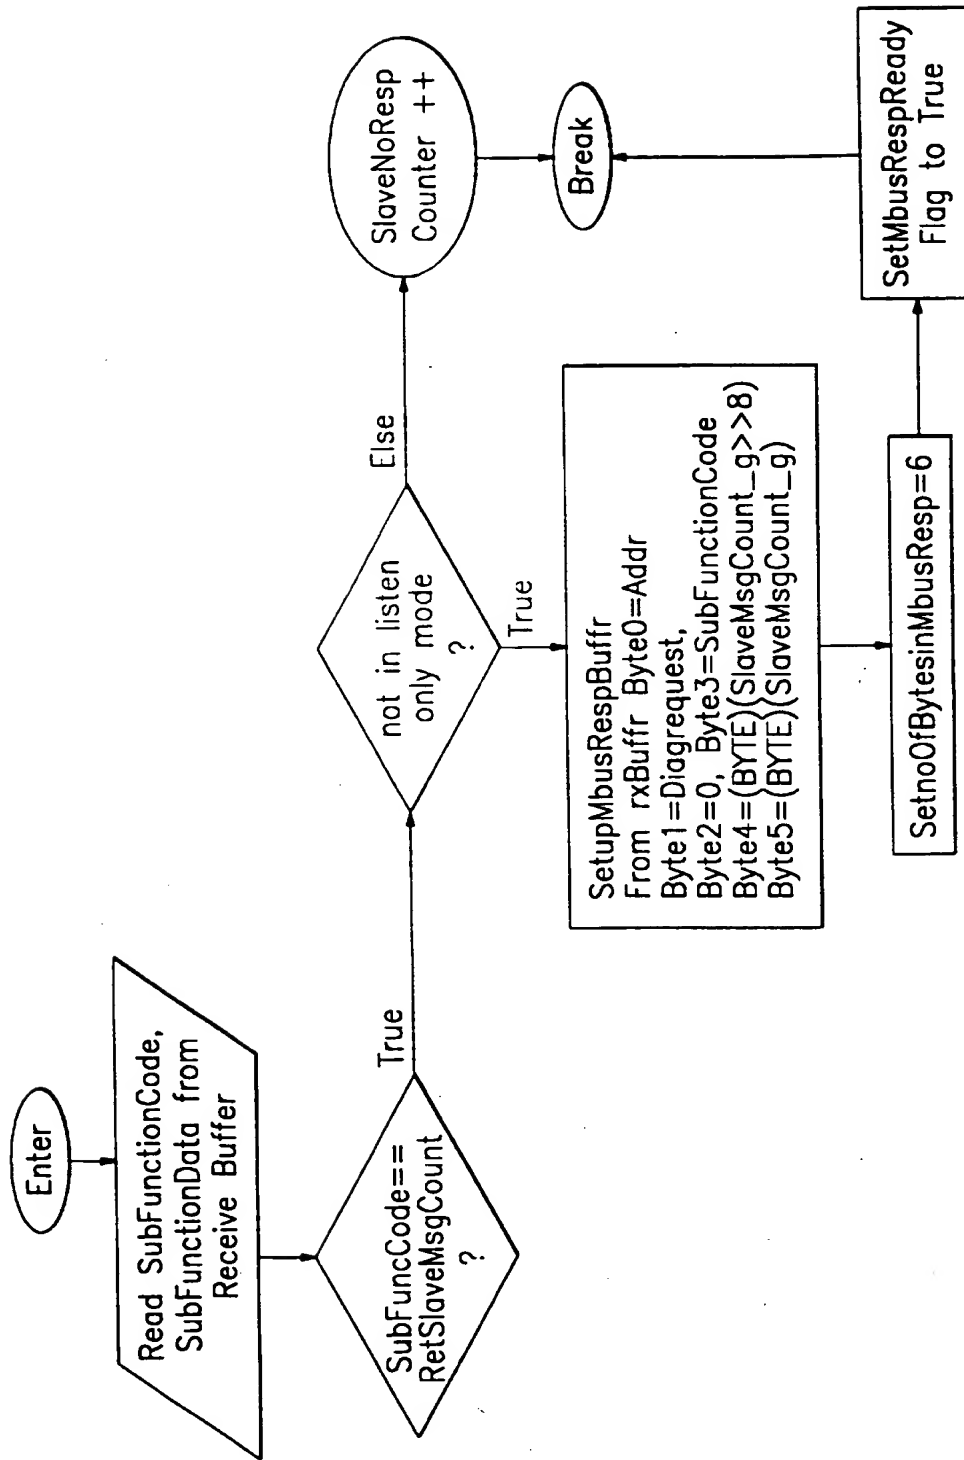 Enter
Read SubFunctionCode,
SubFunctionData from
Receive Buffer
SubFuncCode==
RetSlaveMsgCount
?
True
not in listen
only mode
?
Else
SlaveNoResp
Counter ++
True
SetupMbusRespBuffr
From rxBuffr Byte0=Addr
Byte1=Diagrequest,
Byte2=0, Byte3=SubFunctionCode
Byte4=(BYTE)(SlaveMsgCount_g>>8)
Byte5=(BYTE)(SlaveMsgCount_g)
SetnoOfBytesinMbusResp=6
SetMbusRespReady
Flag to True
Break